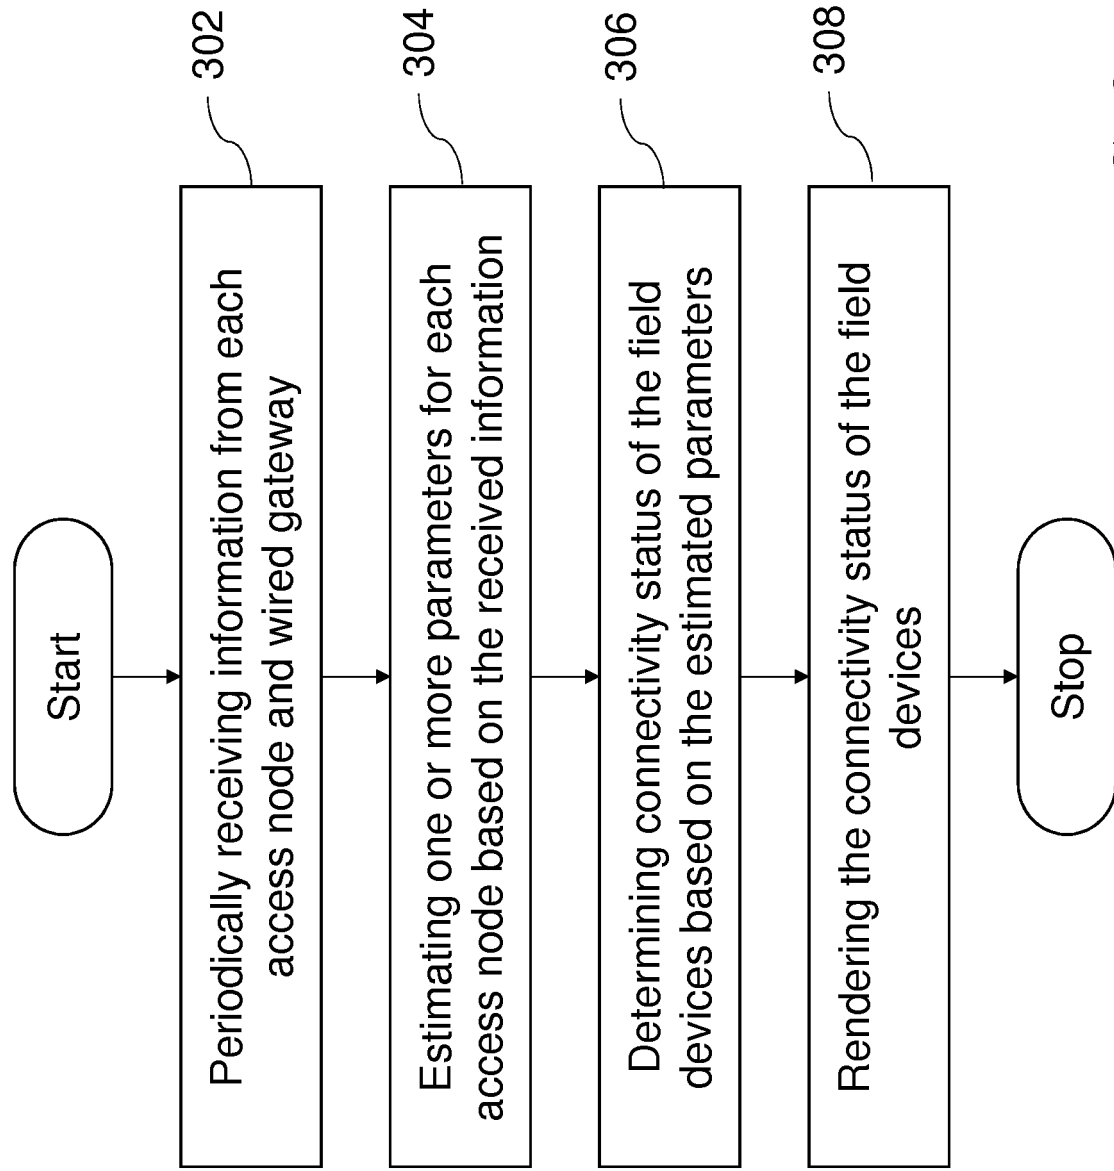 Start
Periodically receiving information from each
access node and wired gateway
302
Estimating one or more parameters for each
access node based on the received information
304
Determining connectivity status of the field
devices based on the estimated parameters
306
Rendering the connectivity status of the field
devices
308
Stop